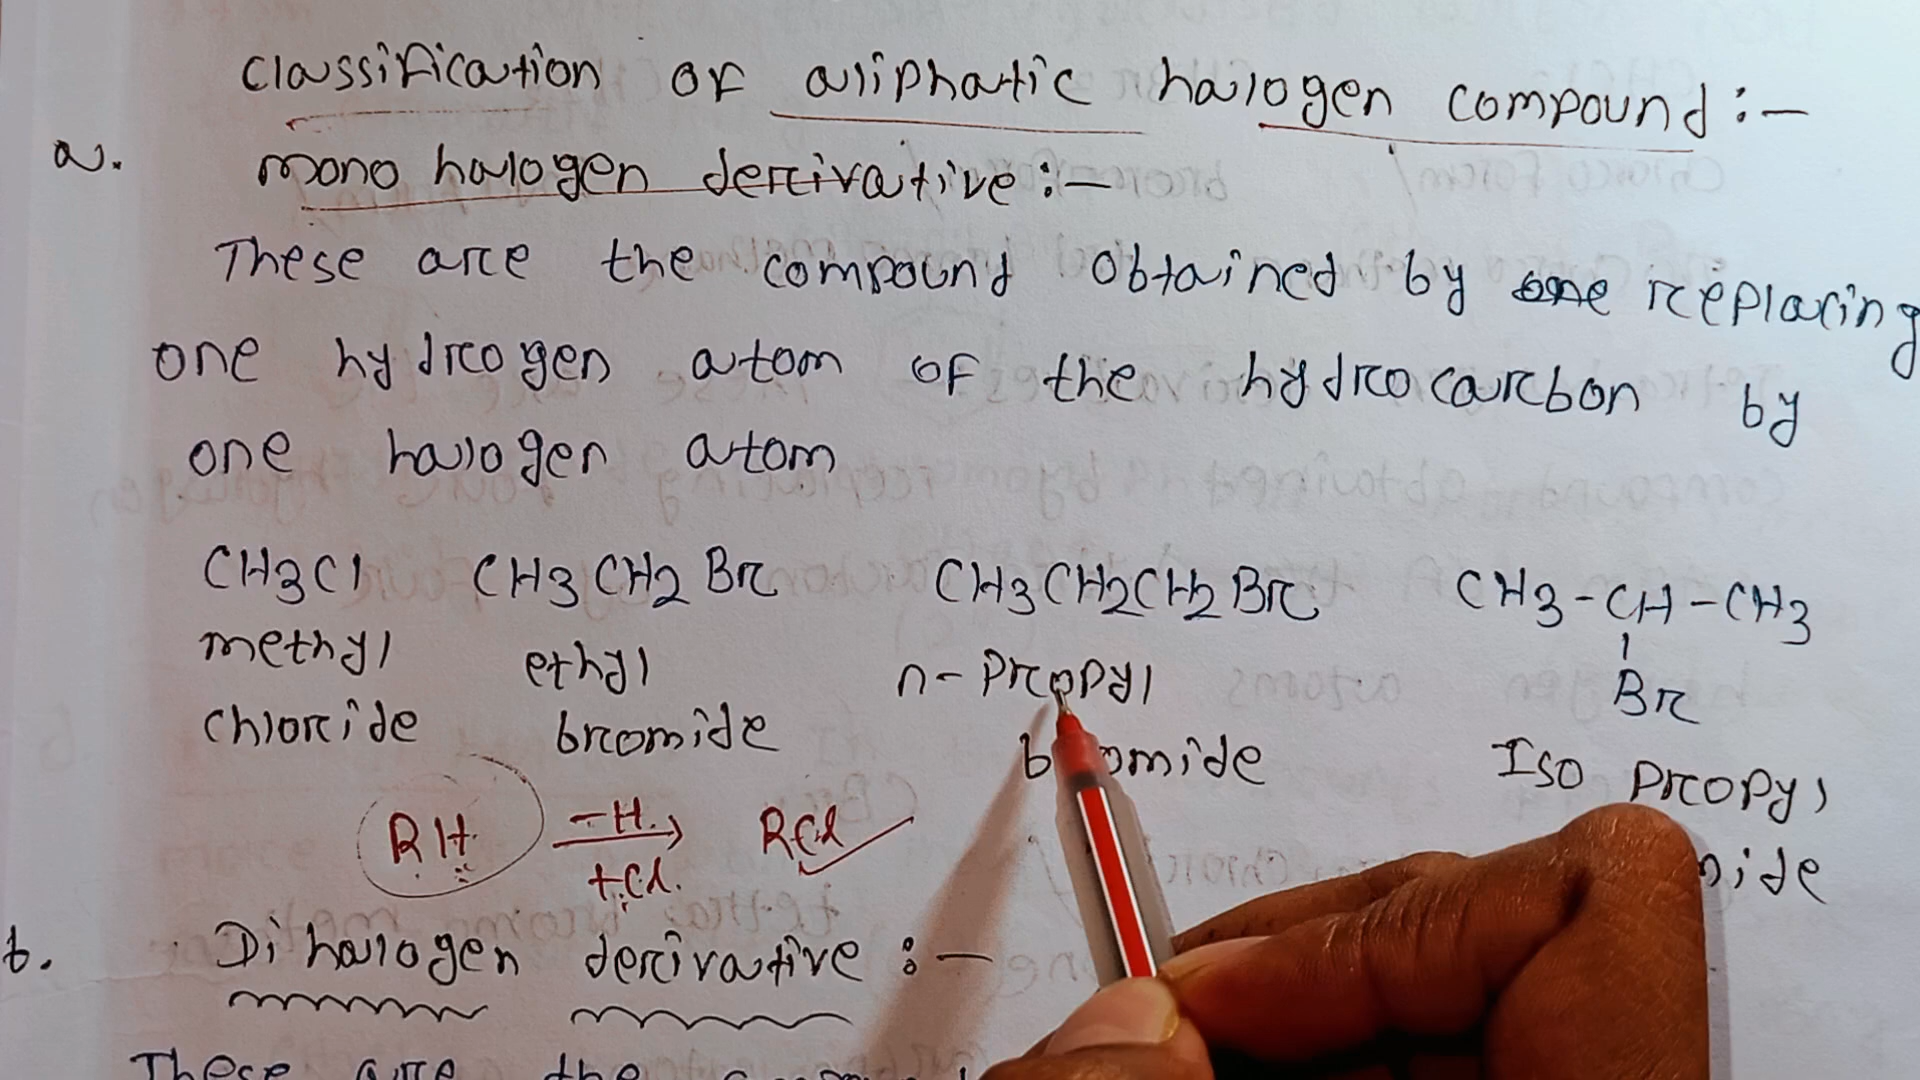 Classification of aliphatic halogen compound :-
a. mono halogen derivative :-
These are the compound obtained by one replacing
one hydrogen atom of the hydrocarbon by
one halogen atom
CH3Cl CH3CH2Br CH3CH2CH2Br CH3-CH-CH3
Br
methyl ethyl n-Propyl Iso Propyl
chloride bromide bromide
RH -H. +Cl. RCl
b. Di halogen derivative :-
These are the